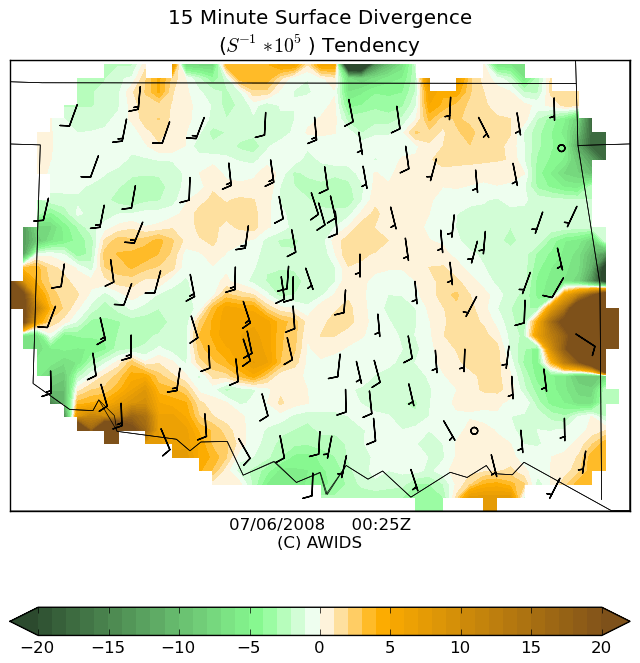 15 Minute Surface Divergence
(S⁻¹ * 10⁵ ) Tendency
07/06/2008 00:25Z
(C) AWIDS
−20 −15 −10 −5 0 5 10 15 20